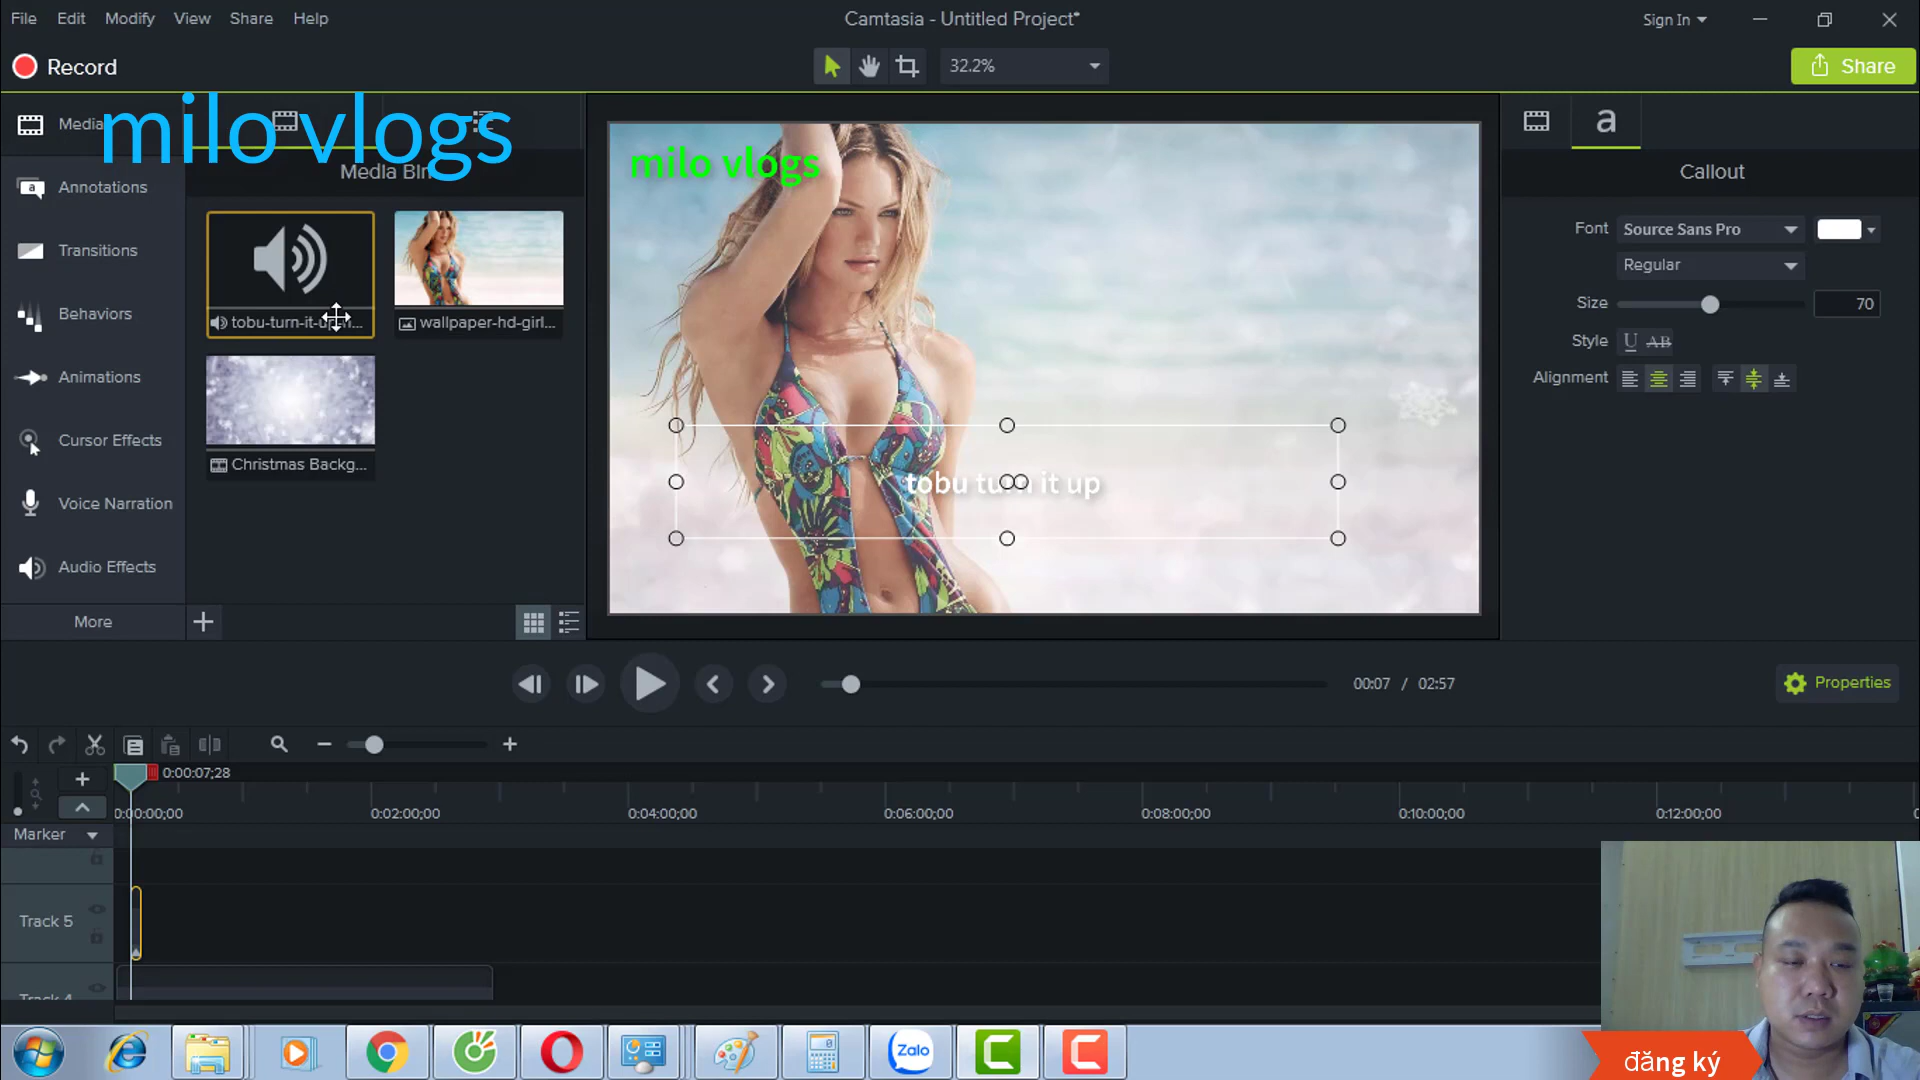 File Edit Modify View Share Help
Camtasia - Untitled Project*
Sign In
Record
32.2%
Share
milo vlogs
Media
Media Bin
Annotations
Transitions
Behaviors
Animations
Cursor Effects
Voice Narration
Audio Effects
More
tobu-turn-it-up...
wallpaper-hd-girl...
Christmas Backg...
milo vlogs
tobu turn it up
a
Callout
Font
Source Sans Pro
Regular
Size
70
Style
U AB
Alignment
00:07 / 02:57
Properties
0:00:07;28
0:00:00;00 0:02:00;00 0:04:00;00 0:06:00;00 0:08:00;00 0:10:00;00 0:12:00;00
Marker
Track 5
Track 4
Zalo
đăng ký